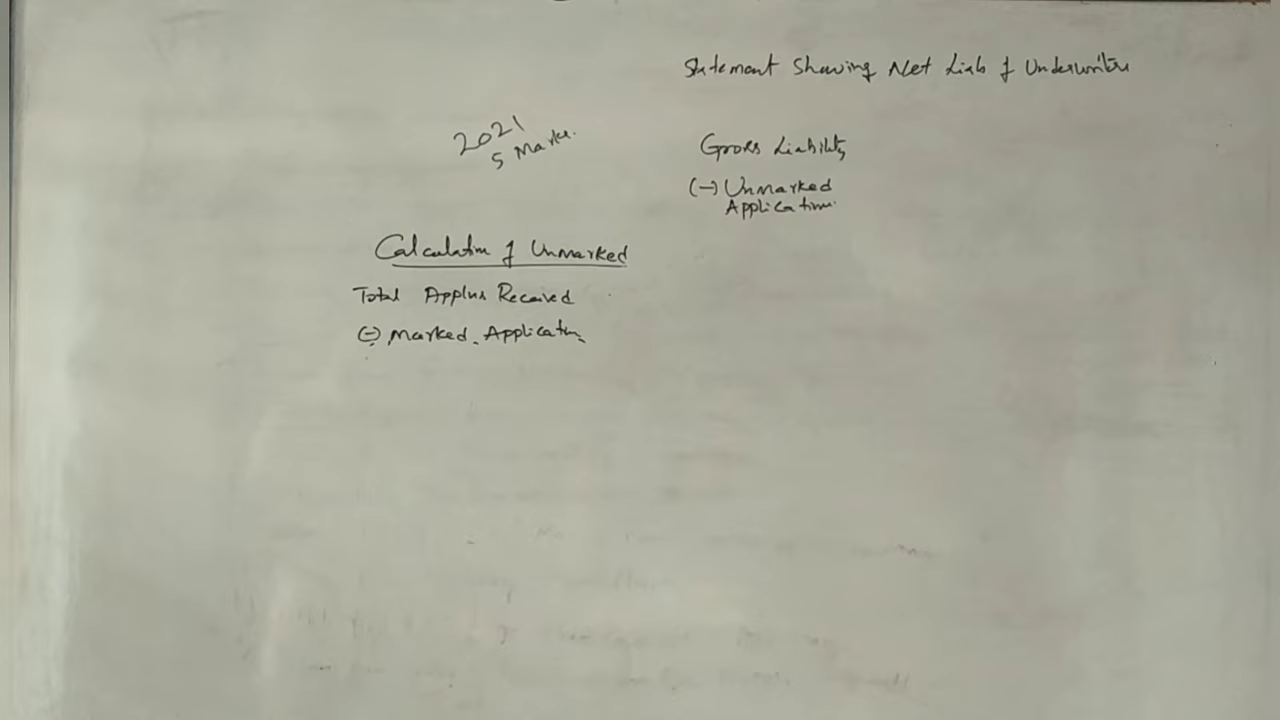 Statement Showing Net Liab of Underwriter
2021
5 Marks.
Gross Liability
(-) Unmarked
Application.
Calculation of Unmarked
Total Applns Received
(-) Marked Application